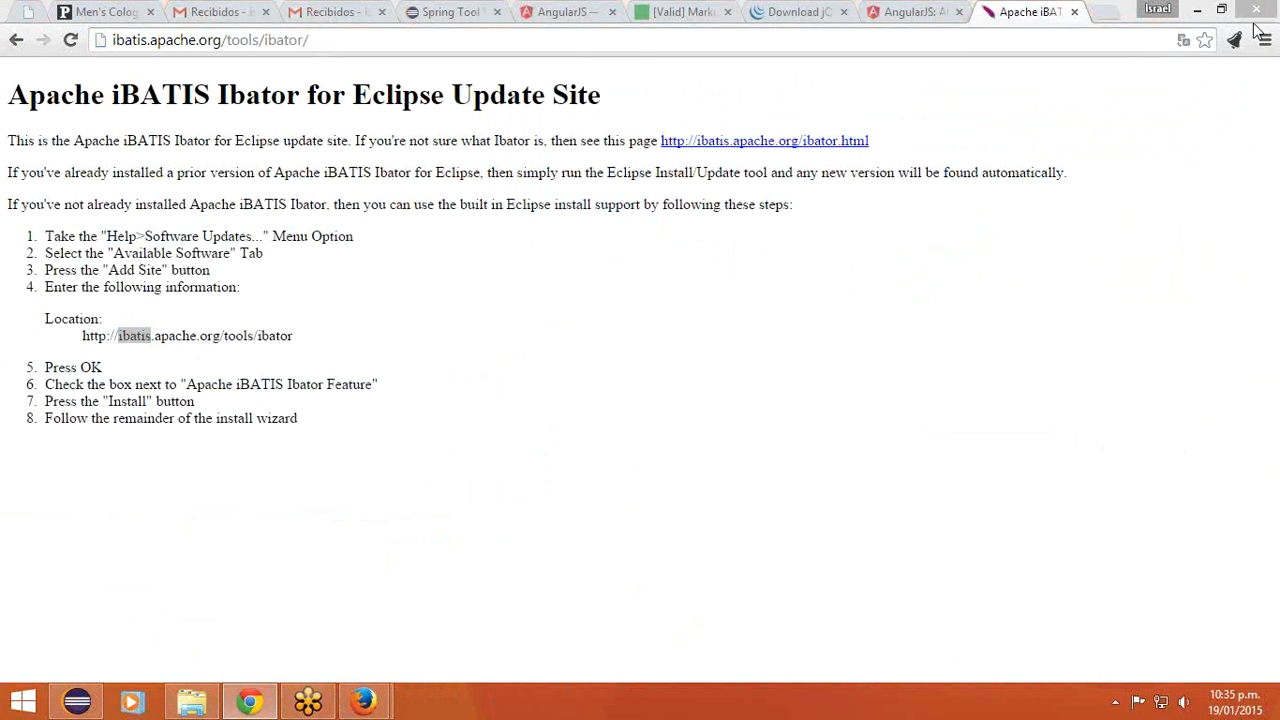 Men's Colog
Recibidos - i
Recibidos - k
Spring Tool
AngularJS —
[Valid] Mark
Download jQ
AngularJS: A
Apache iBAT
Israel
ibatis.apache.org/tools/ibator/
Apache iBATIS Ibator for Eclipse Update Site
This is the Apache iBATIS Ibator for Eclipse update site. If you're not sure what Ibator is, then see this page http://ibatis.apache.org/ibator.html
If you've already installed a prior version of Apache iBATIS Ibator for Eclipse, then simply run the Eclipse Install/Update tool and any new version will be found automatically.
If you've not already installed Apache iBATIS Ibator, then you can use the built in Eclipse install support by following these steps:
1. Take the "Help>Software Updates..." Menu Option
2. Select the "Available Software" Tab
3. Press the "Add Site" button
4. Enter the following information:
Location:
http://ibatis.apache.org/tools/ibator
5. Press OK
6. Check the box next to "Apache iBATIS Ibator Feature"
7. Press the "Install" button
8. Follow the remainder of the install wizard
10:35 p.m.
19/01/2015